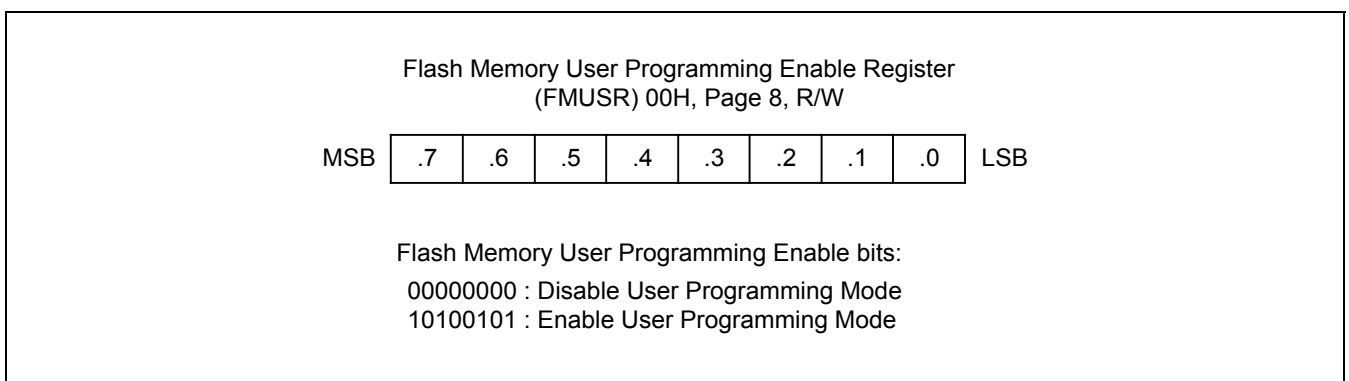 Flash Memory User Programming Enable Register
(FMUSR) 00H, Page 8, R/W
MSB .7 .6 .5 .4 .3 .2 .1 .0 LSB
Flash Memory User Programming Enable bits:
00000000 : Disable User Programming Mode
10100101 : Enable User Programming Mode